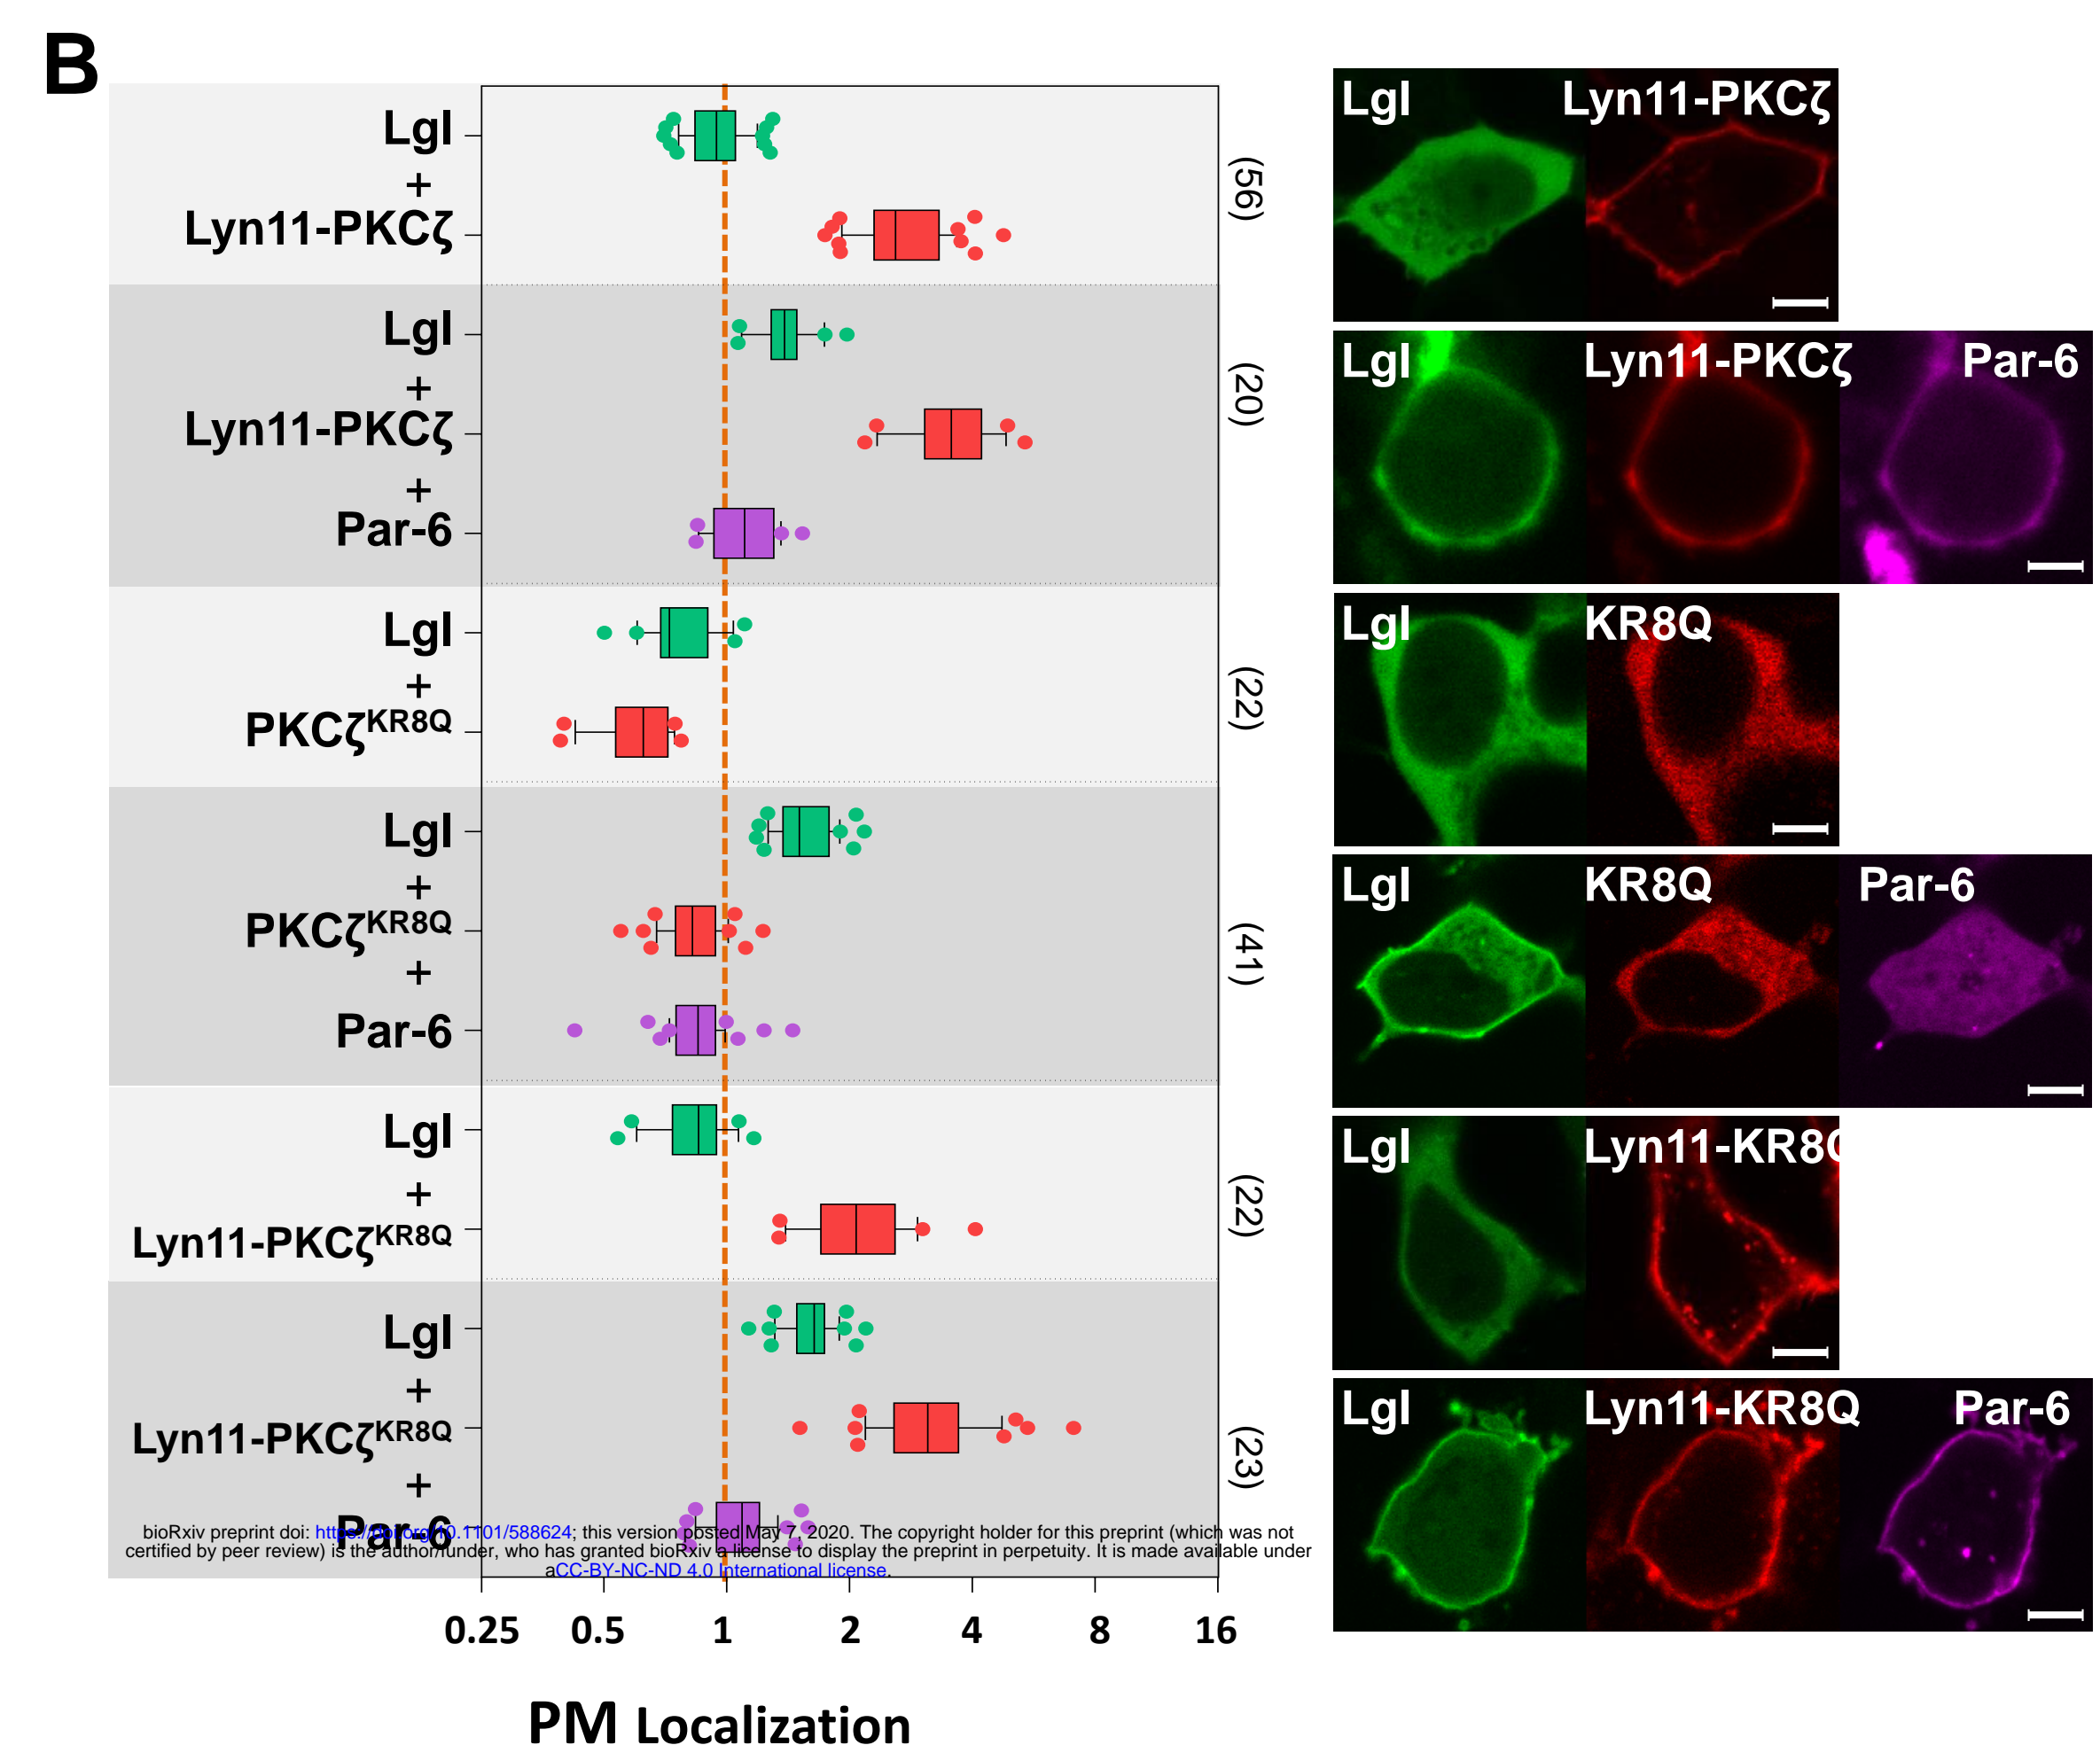 B
Lgl
+
Lyn11-PKCζ
(56)
Lgl
+
Lyn11-PKCζ
+
Par-6
(20)
Lgl
+
PKCζKR8Q
(22)
Lgl
+
PKCζKR8Q
+
Par-6
(41)
Lgl
+
Lyn11-PKCζKR8Q
(22)
Lgl
+
Lyn11-PKCζKR8Q
+
Par-6
(23)
bioRxiv preprint doi: https://doi.org/10.1101/588624; this version posted May 7, 2020. The copyright holder for this preprint (which was not
certified by peer review) is the author/funder, who has granted bioRxiv a license to display the preprint in perpetuity. It is made available under
aCC-BY-NC-ND 4.0 International license.
0.25 0.5 1 2 4 8 16
PM Localization
Lgl Lyn11-PKCζ
Lgl Lyn11-PKCζ Par-6
Lgl KR8Q
Lgl KR8Q Par-6
Lgl Lyn11-KR8Q
Lgl Lyn11-KR8Q Par-6